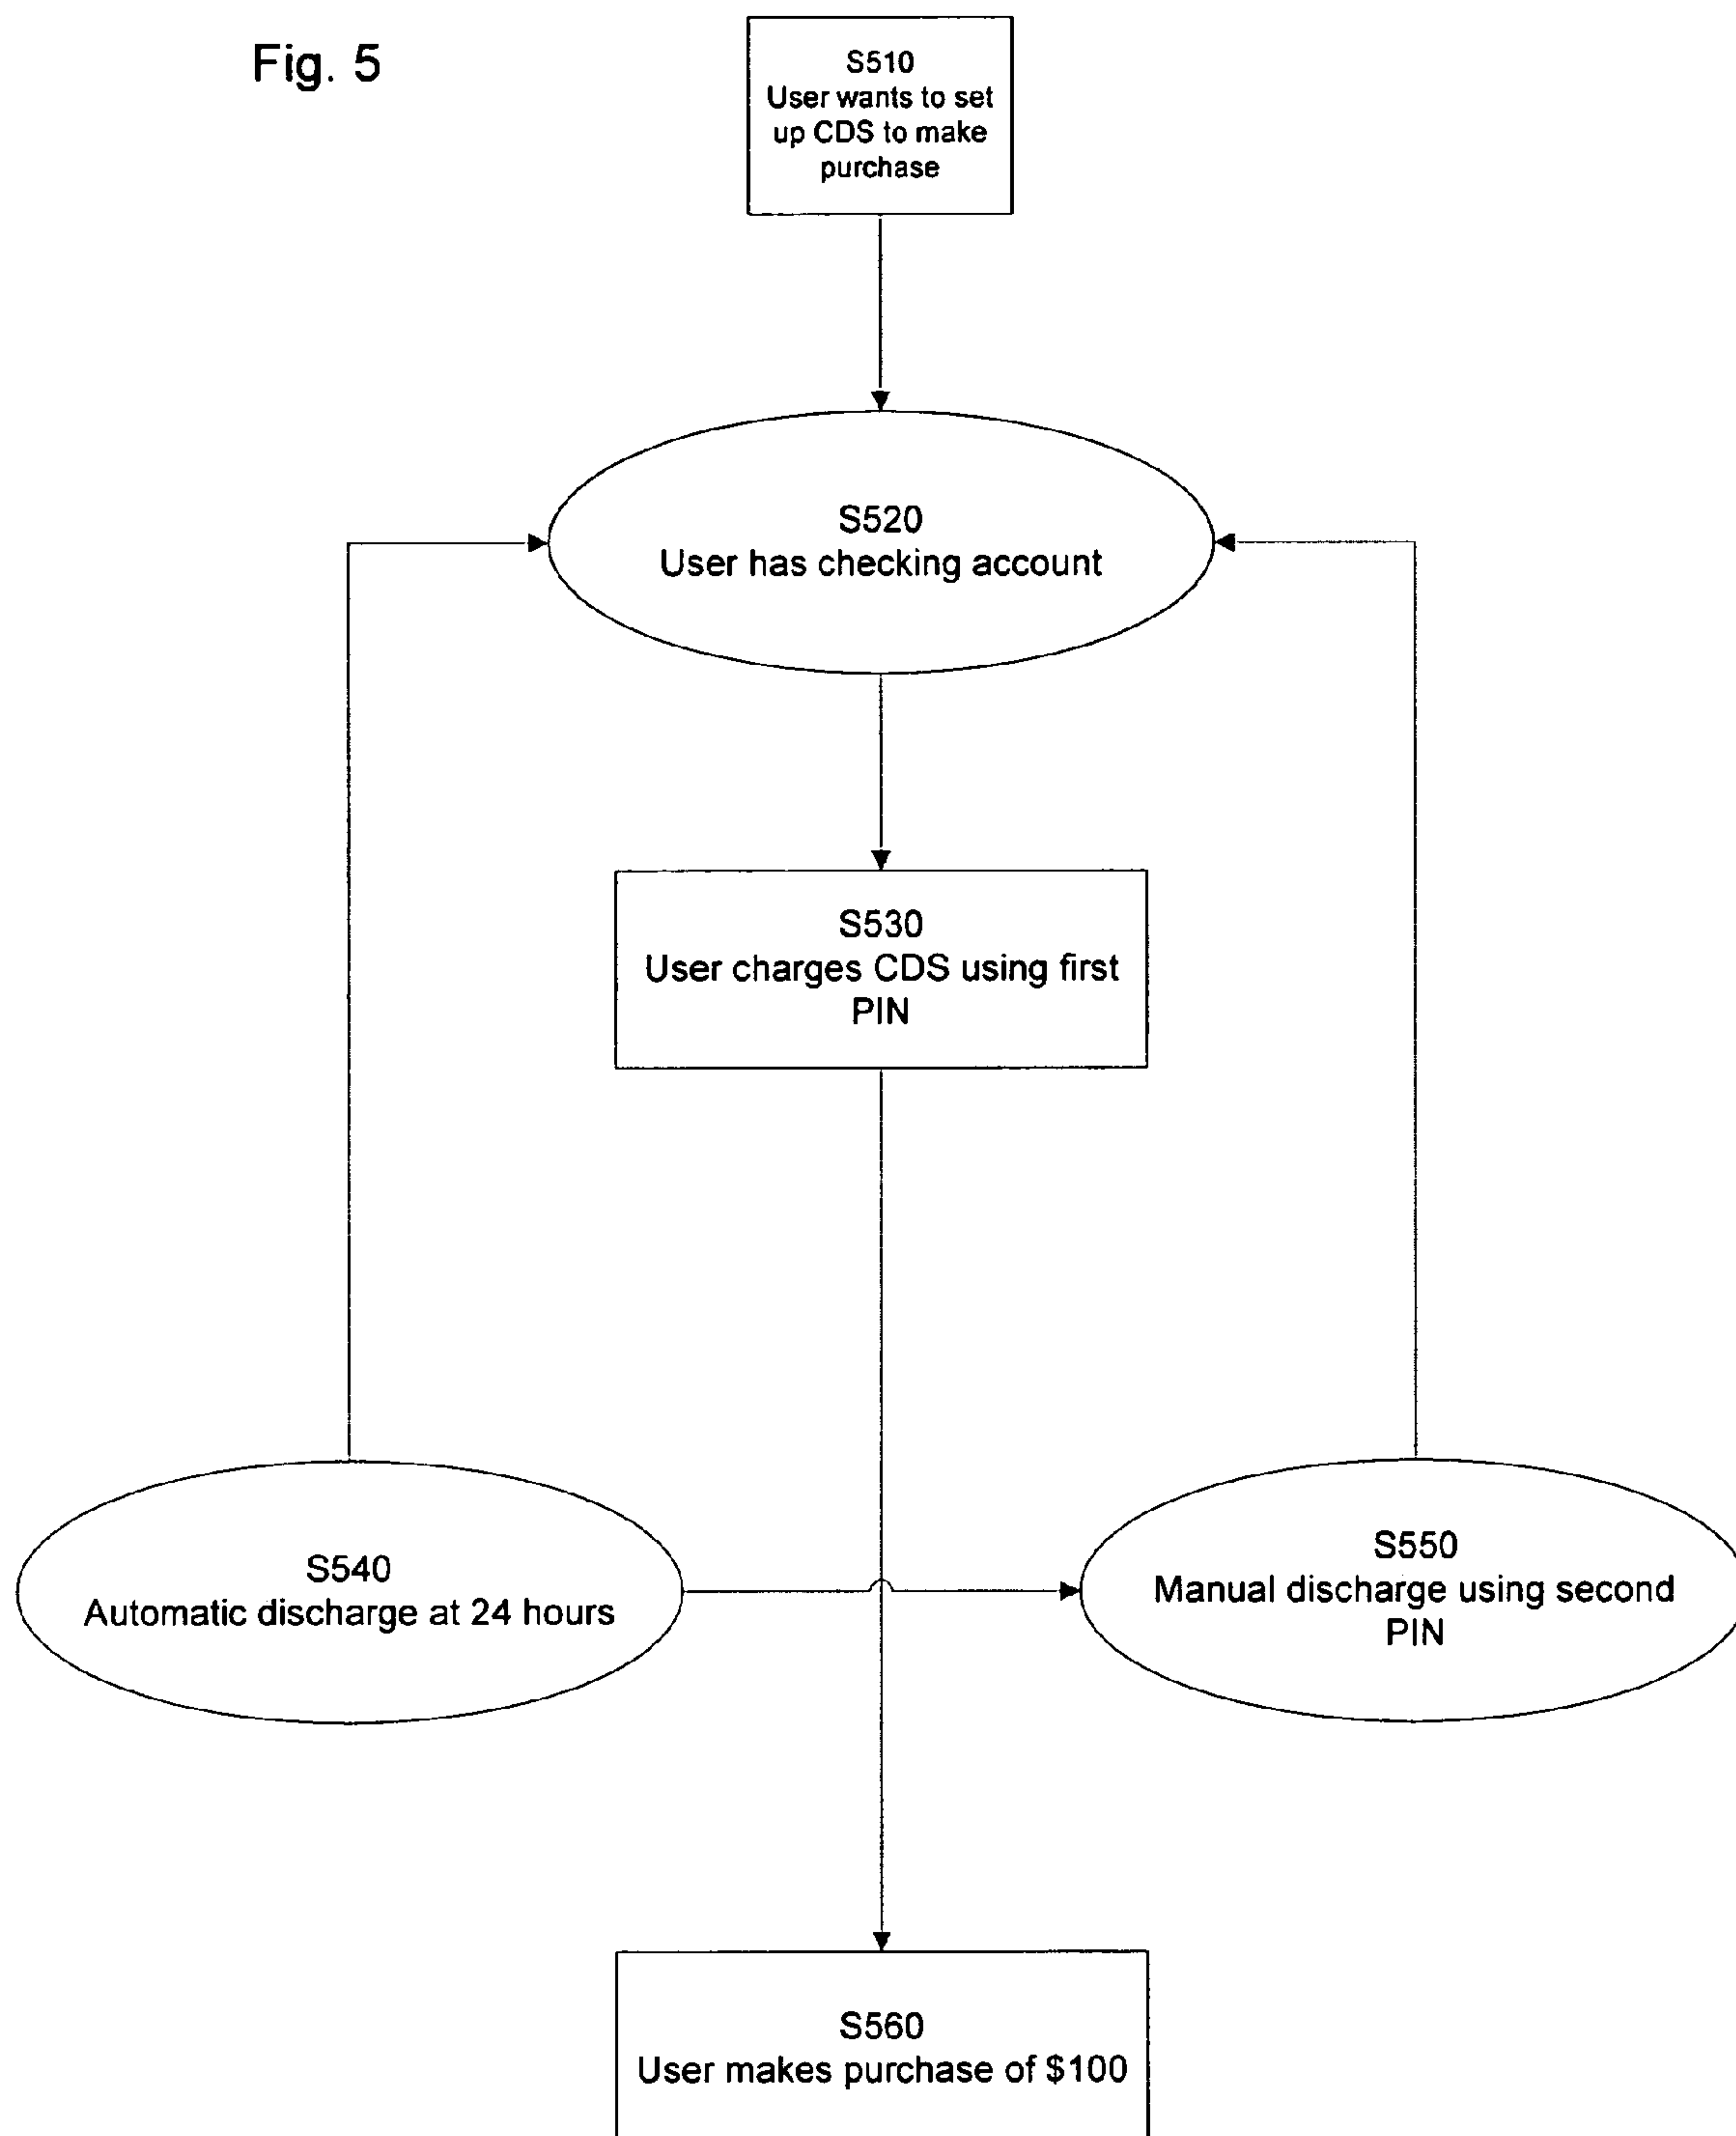 Fig. 5
S510
User wants to set
up CDS to make
purchase
S520
User has checking account
S530
User charges CDS using first
PIN
S540
Automatic discharge at 24 hours
S550
Manual discharge using second
PIN
S560
User makes purchase of $100